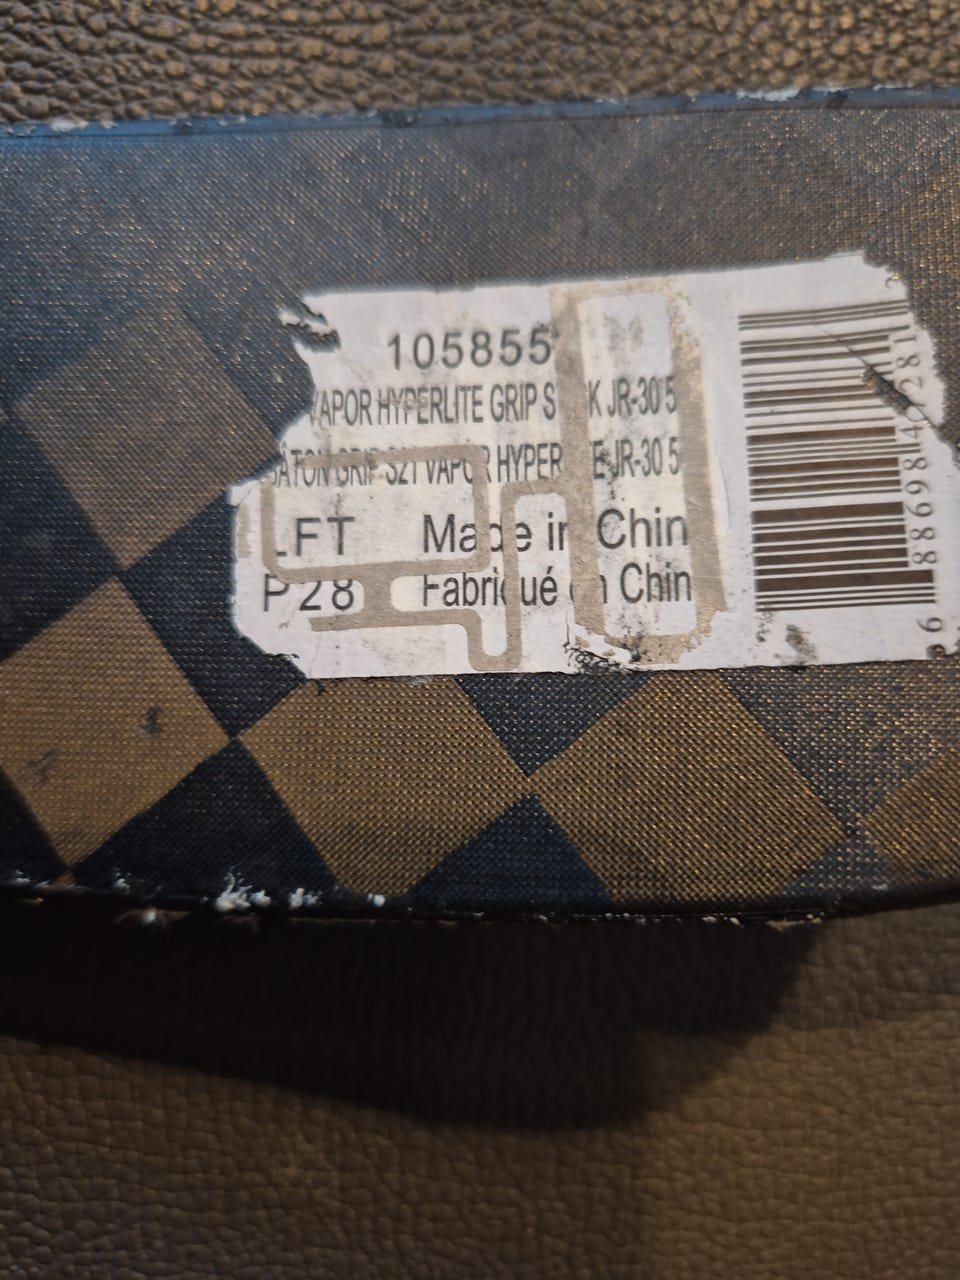 105855
VAPOR HYPERLITE GRIP S K JR-30 5
BÂTON GRIP S21 VAPOR HYPER E JR-30 5
LFT Made in Chin
P28 Fabriqué en Chin